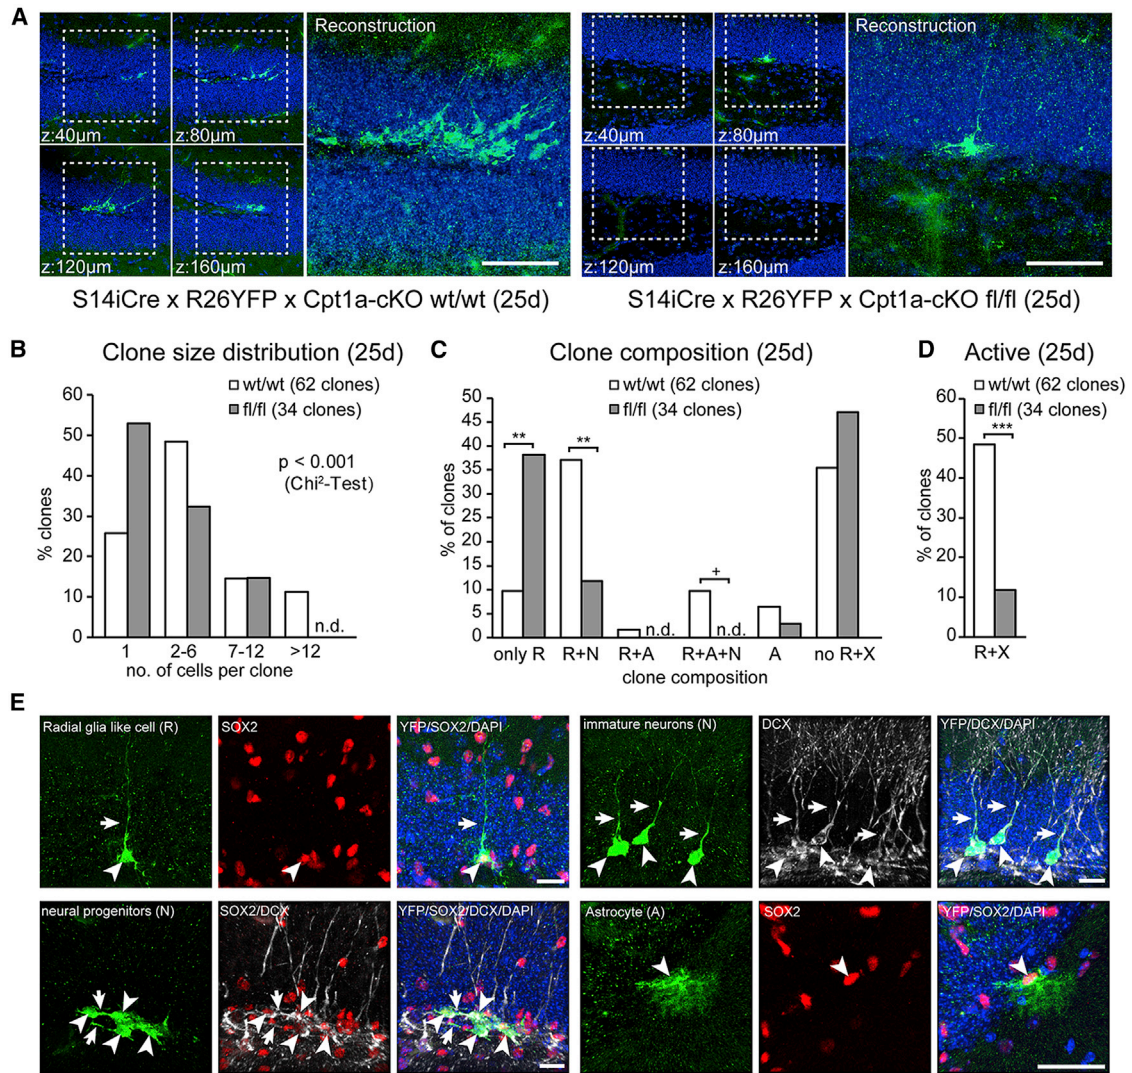 A
Reconstruction
z:40µm
z:80µm
z:120µm
z:160µm
S14iCre x R26YFP x Cpt1a-cKO wt/wt (25d)
Reconstruction
z:40µm
z:80µm
z:120µm
z:160µm
S14iCre x R26YFP x Cpt1a-cKO fl/fl (25d)
B
Clone size distribution (25d)
wt/wt (62 clones)
fl/fl (34 clones)
p < 0.001
(Chi²-Test)
% clones
60
50
40
30
20
10
0
n.d.
1 2-6 7-12 >12
no. of cells per clone
C
Clone composition (25d)
wt/wt (62 clones)
fl/fl (34 clones)
% of clones
50
45
40
35
30
25
20
15
10
5
0
** **
+
n.d. n.d.
only R R+N R+A R+A+N A no R+X
clone composition
D
Active (25d)
wt/wt (62 clones)
fl/fl (34 clones)
***
% of clones
60
50
40
30
20
10
0
R+X
E
Radial glia like cell (R)
SOX2
YFP/SOX2/DAPI
immature neurons (N)
DCX
YFP/DCX/DAPI
neural progenitors (N)
SOX2/DCX
YFP/SOX2/DCX/DAPI
Astrocyte (A)
SOX2
YFP/SOX2/DAPI